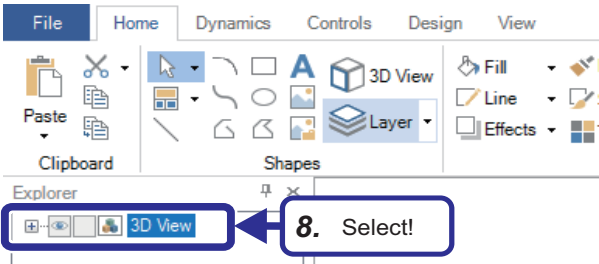 File Home Dynamics Controls Design View
A 3D View Fill
Paste Layer Line
Effects
Clipboard Shapes
Explorer
3D View 8. Select!